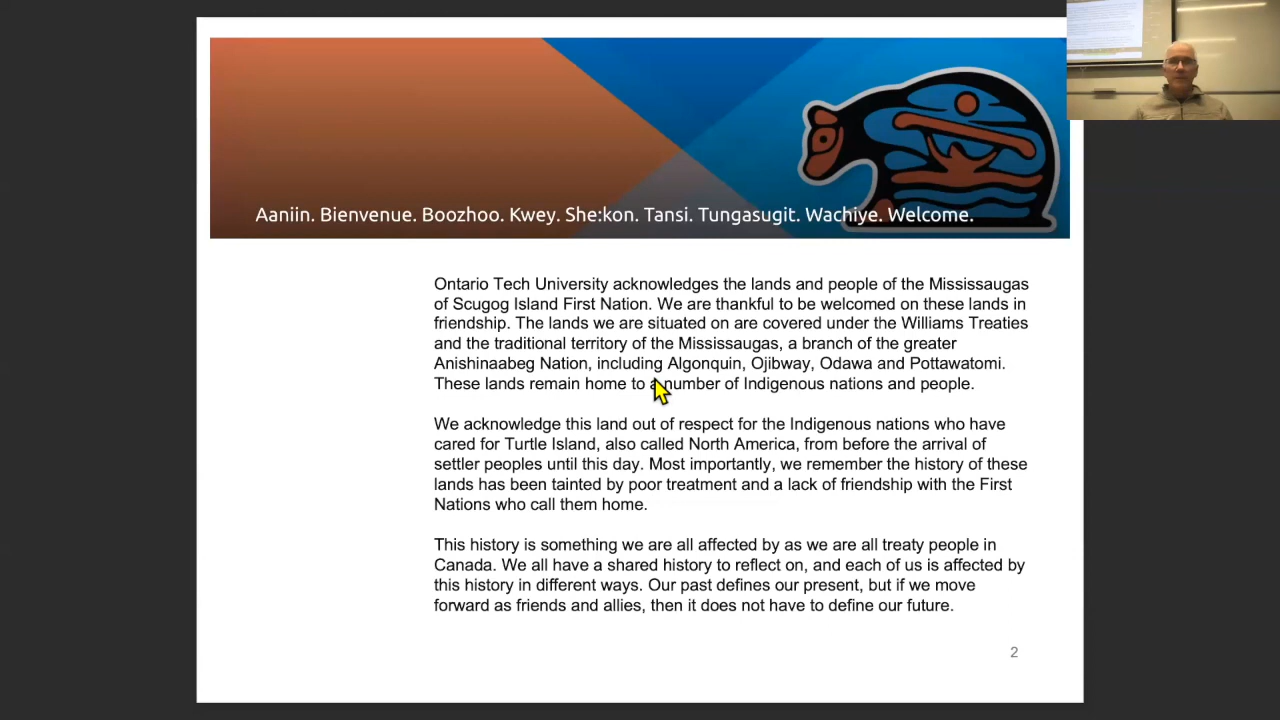 Aaniin. Bienvenue. Boozhoo. Kwey. She:kon. Tansi. Tungasugit. Wachiye. Welcome.
Ontario Tech University acknowledges the lands and people of the Mississaugas
of Scugog Island First Nation. We are thankful to be welcomed on these lands in
friendship. The lands we are situated on are covered under the Williams Treaties
and the traditional territory of the Mississaugas, a branch of the greater
Anishinaabeg Nation, including Algonquin, Ojibway, Odawa and Pottawatomi.
These lands remain home to a number of Indigenous nations and people.
We acknowledge this land out of respect for the Indigenous nations who have
cared for Turtle Island, also called North America, from before the arrival of
settler peoples until this day. Most importantly, we remember the history of these
lands has been tainted by poor treatment and a lack of friendship with the First
Nations who call them home.
This history is something we are all affected by as we are all treaty people in
Canada. We all have a shared history to reflect on, and each of us is affected by
this history in different ways. Our past defines our present, but if we move
forward as friends and allies, then it does not have to define our future.
2